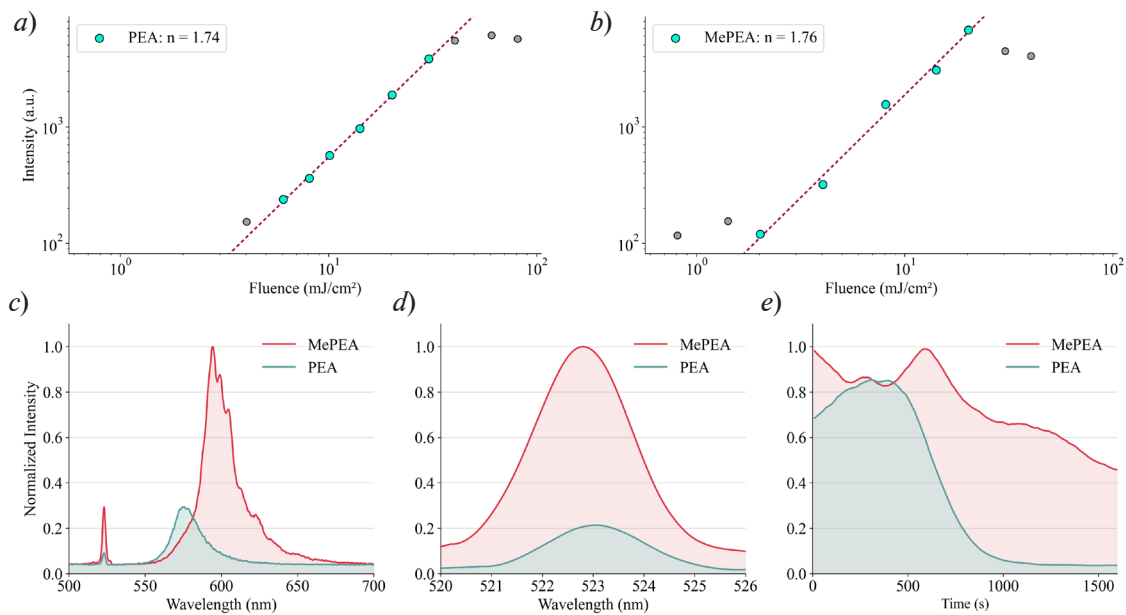 a)
PEA: n = 1.74
Intensity (a.u.)
10³
10²
10⁰
10¹
10²
Fluence (mJ/cm²)
b)
MePEA: n = 1.76
10³
10²
10⁰
10¹
10²
Fluence (mJ/cm²)
c)
MePEA
PEA
Normalized Intensity
1.0
0.8
0.6
0.4
0.2
0.0
500
550
600
650
700
Wavelength (nm)
d)
MePEA
PEA
1.0
0.8
0.6
0.4
0.2
0.0
520
521
522
523
524
525
526
Wavelength (nm)
e)
MePEA
PEA
1.0
0.8
0.6
0.4
0.2
0.0
0
500
1000
1500
Time (s)